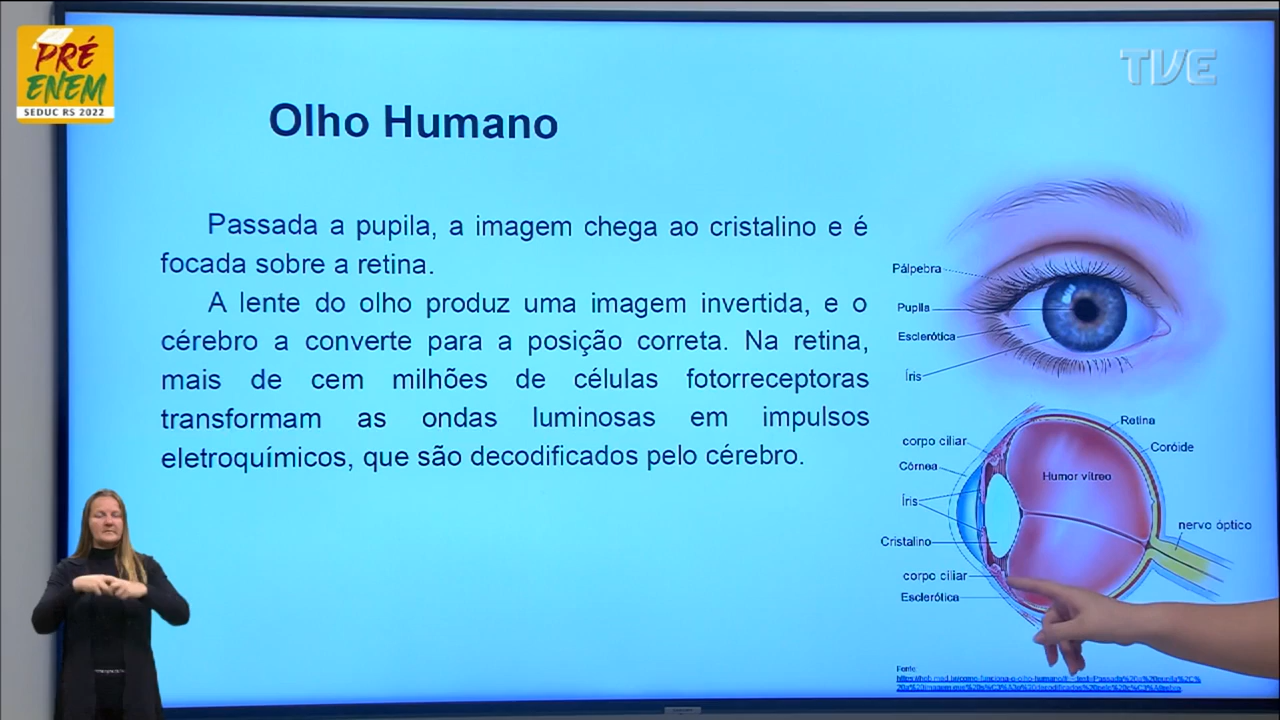 PRÉ
ENEM
SEDUC RS 2022
TVE
Olho Humano
Passada a pupila, a imagem chega ao cristalino e é
focada sobre a retina.
A lente do olho produz uma imagem invertida, e o
cérebro a converte para a posição correta. Na retina,
mais de cem milhões de células fotorreceptoras
transformam as ondas luminosas em impulsos
eletroquímicos, que são decodificados pelo cérebro.
Pálpebra
Pupila
Esclerótica
Íris
Retina
corpo ciliar
Coróide
Córnea
Humor vítreo
Íris
nervo óptico
Cristalino
corpo ciliar
Esclerótica
Fonte: